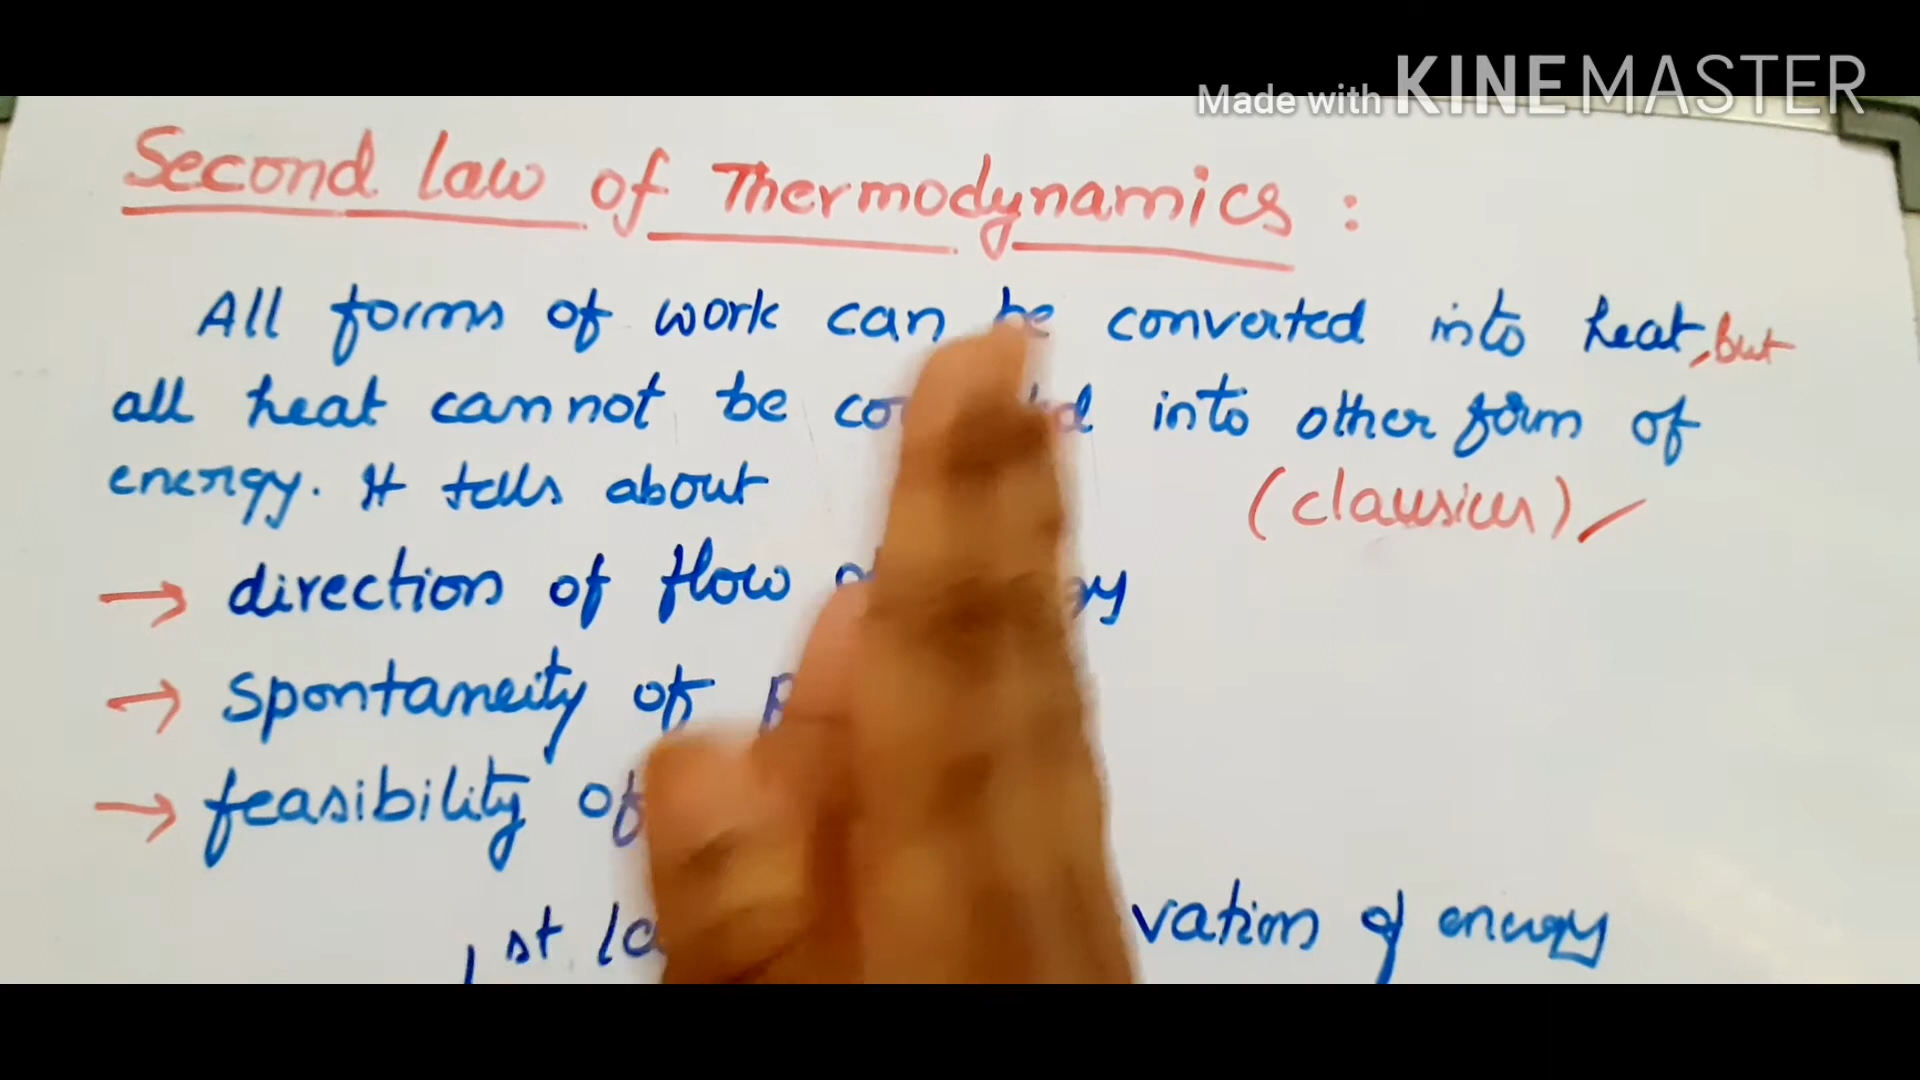 Made with KINEMASTER
Second law of Thermodynamics :
All forms of work can be converted into heat, but
all heat cannot be into other form of
energy. It tells about (clausius)
→ direction of flow
→ spontaneity of
→ feasibility of
1st vation of energy